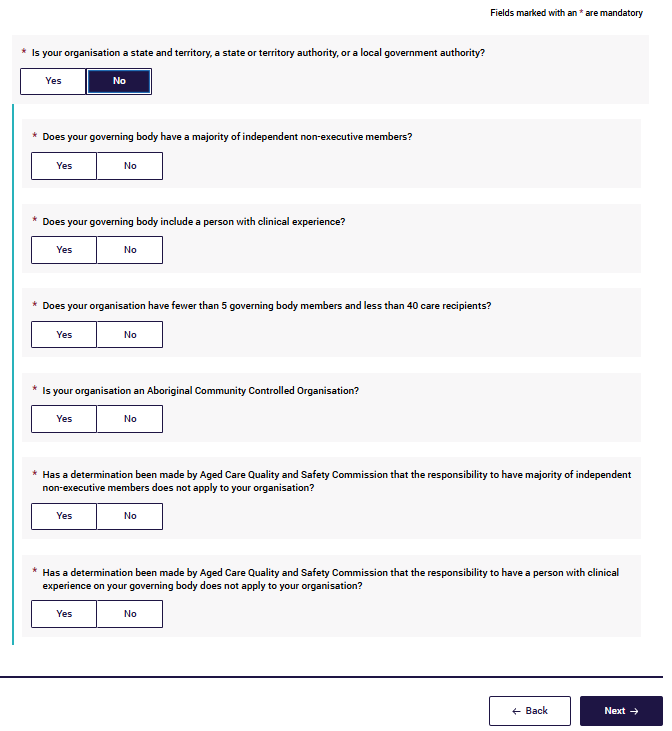 Fields marked with an * are mandatory
* Is your organisation a state and territory, a state or territory authority, or a local government authority?
Yes No
* Does your governing body have a majority of independent non-executive members?
Yes No
* Does your governing body include a person with clinical experience?
Yes No
* Does your organisation have fewer than 5 governing body members and less than 40 care recipients?
Yes No
* Is your organisation an Aboriginal Community Controlled Organisation?
Yes No
* Has a determination been made by Aged Care Quality and Safety Commission that the responsibility to have majority of independent
non-executive members does not apply to your organisation?
Yes No
* Has a determination been made by Aged Care Quality and Safety Commission that the responsibility to have a person with clinical
experience on your governing body does not apply to your organisation?
Yes No
← Back Next →